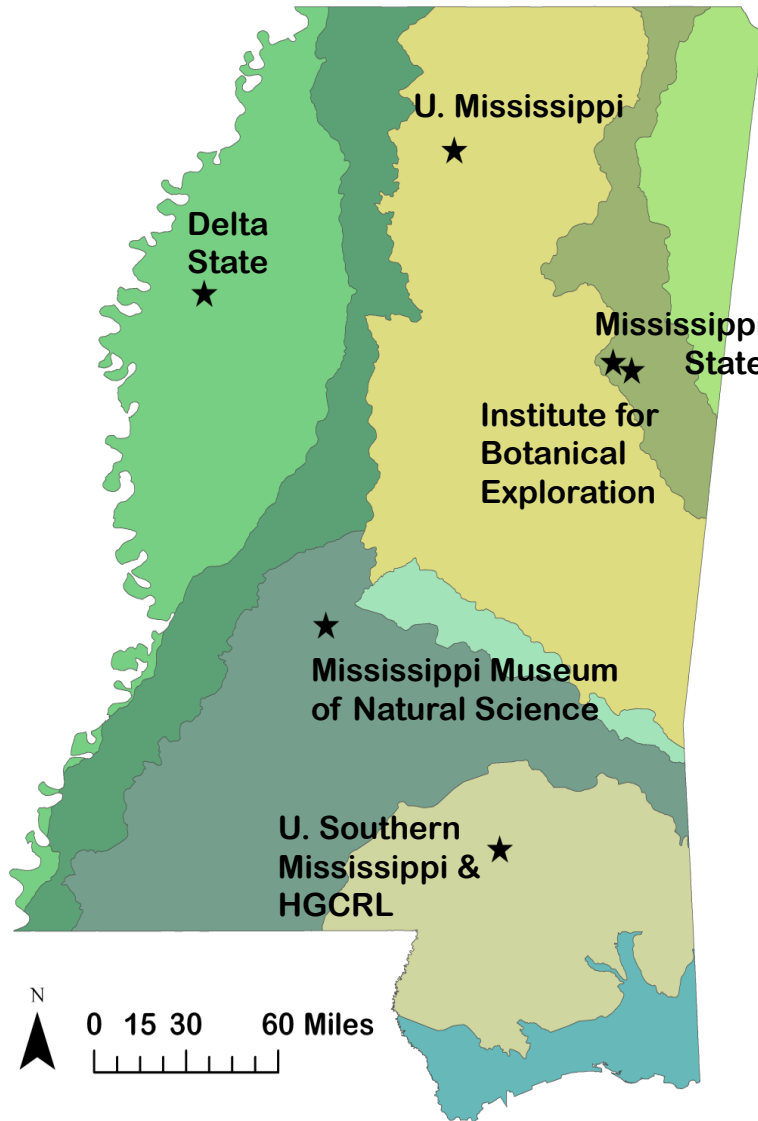 U. Mississippi
Delta
State
Mississippi
State
Institute for
Botanical
Exploration
Mississippi Museum
of Natural Science
U. Southern
Mississippi &
HGCRL
N
0 15 30 60 Miles